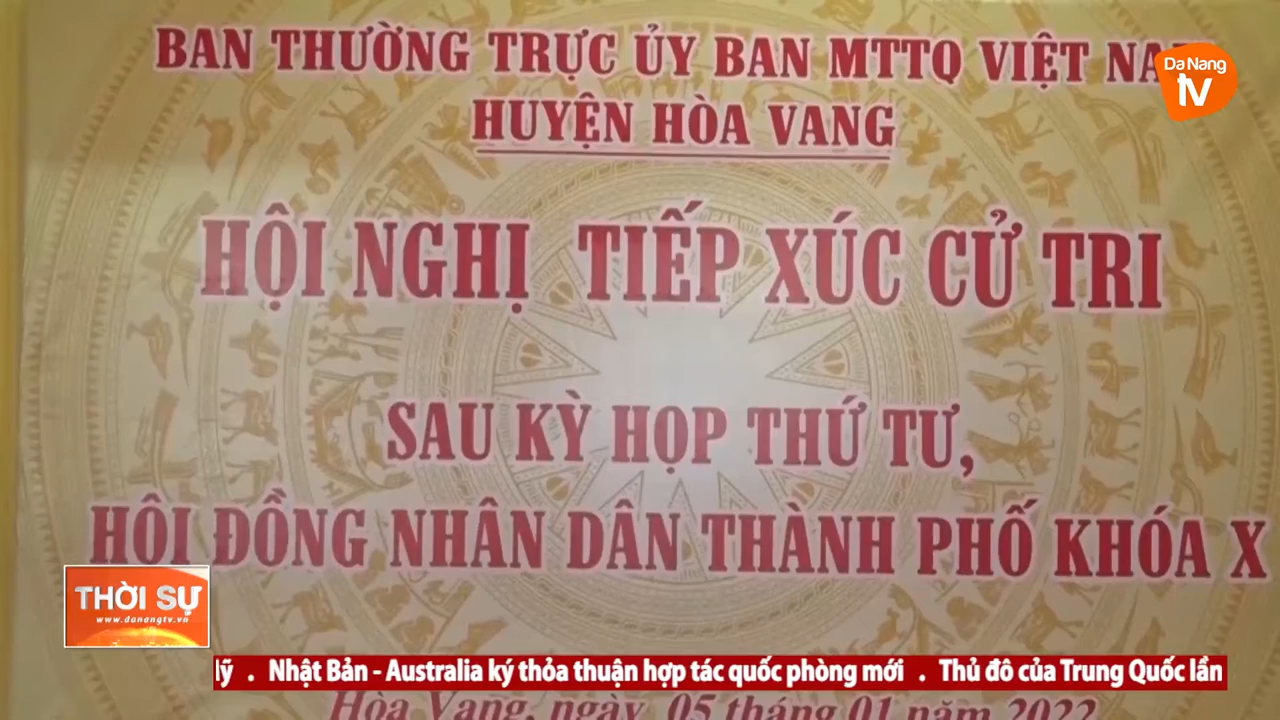 BAN THƯỜNG TRỰC ỦY BAN MTTQ VIỆT NA
Da Nang
tv
HUYỆN HÒA VANG
HỘI NGHỊ TIẾP XÚC CỬ TRI
SAU KỲ HỌP THỨ TƯ,
HỘI ĐỒNG NHÂN DÂN THÀNH PHỐ KHÓA X
THỜI SỰ
www.danangtv.vn
Mỹ . Nhật Bản - Australia ký thỏa thuận hợp tác quốc phòng mới . Thủ đô của Trung Quốc lần
Hòa Vang, ngày 05 tháng 01 năm 2022